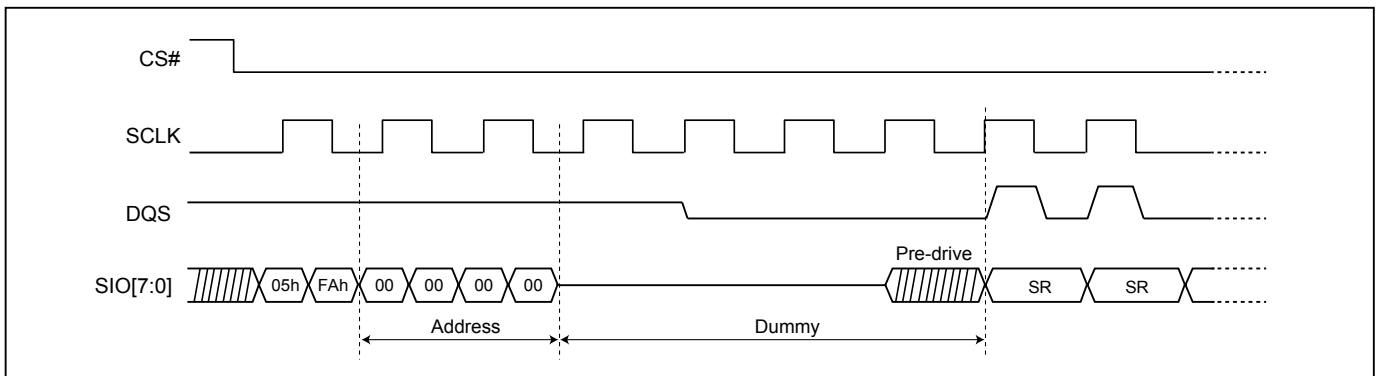 CS#
SCLK
DQS
Pre-drive
SIO[7:0] 05h FAh 00 00 00 00 SR SR
Address Dummy